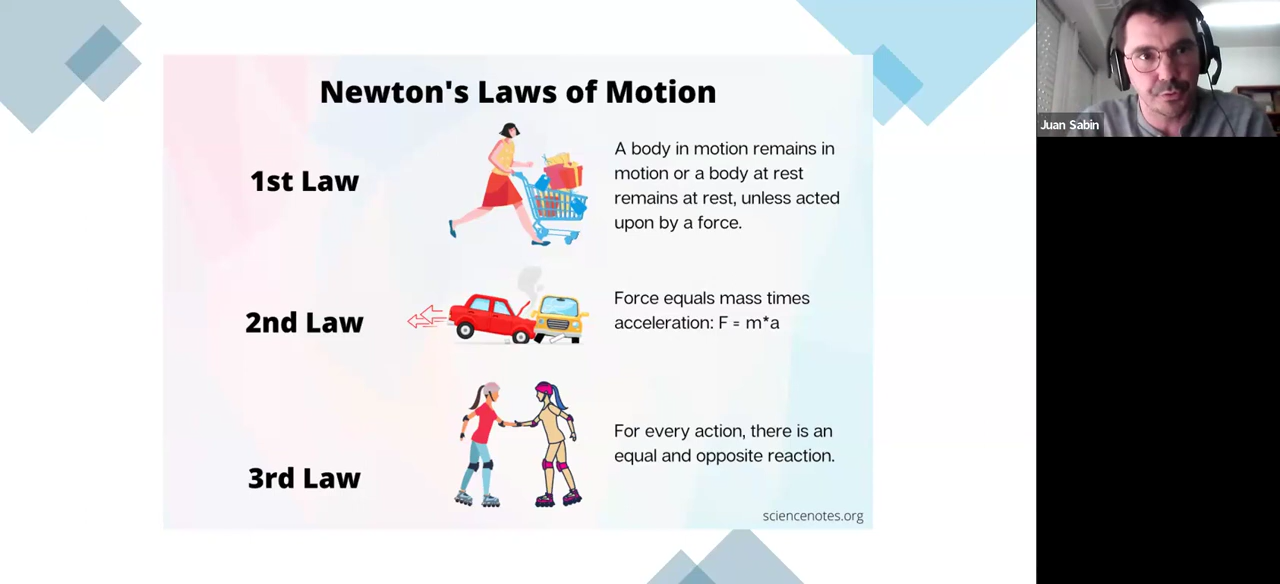 Newton's Laws of Motion
1st Law
A body in motion remains in
motion or a body at rest
remains at rest, unless acted
upon by a force.
2nd Law
Force equals mass times
acceleration: F = m*a
3rd Law
For every action, there is an
equal and opposite reaction.
sciencenotes.org
Juan Sabin